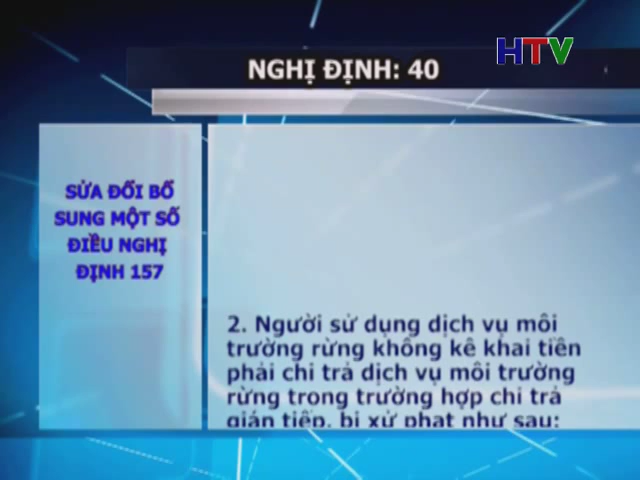 HTV
NGHỊ ĐỊNH: 40
SỬA ĐỔI BỔ
SUNG MỘT SỐ
ĐIỀU NGHỊ
ĐỊNH 157
2. Người sử dụng dịch vụ môi
trường rừng không kê khai tiền
phải chi trả dịch vụ môi trường
rừng trong trường hợp chi trả
gián tiếp, bị xử phạt như sau: